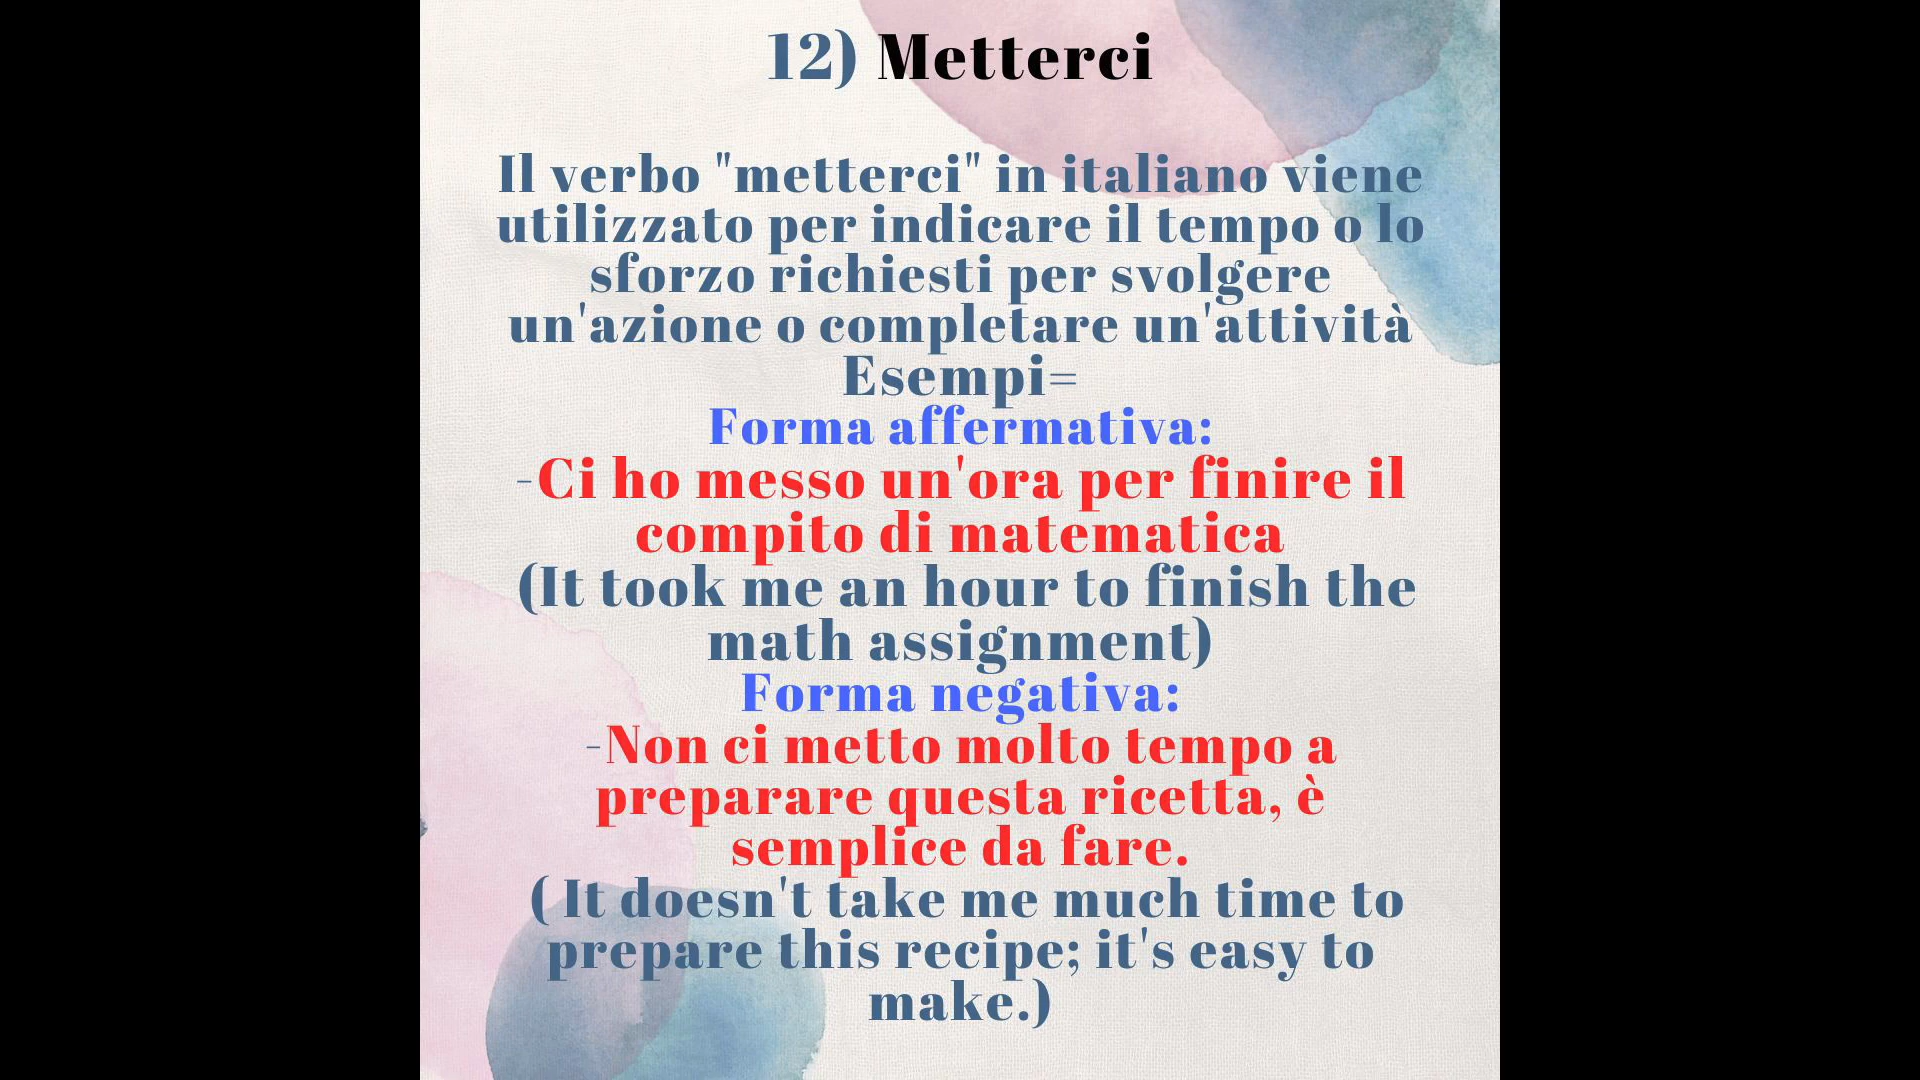 12) Metterci
Il verbo "metterci" in italiano viene
utilizzato per indicare il tempo o lo
sforzo richiesti per svolgere
un'azione o completare un'attività
Esempi=
Forma affermativa:
-Ci ho messo un'ora per finire il
compito di matematica
(It took me an hour to finish the
math assignment)
Forma negativa:
-Non ci metto molto tempo a
preparare questa ricetta, è
semplice da fare.
( It doesn't take me much time to
prepare this recipe; it's easy to
make.)